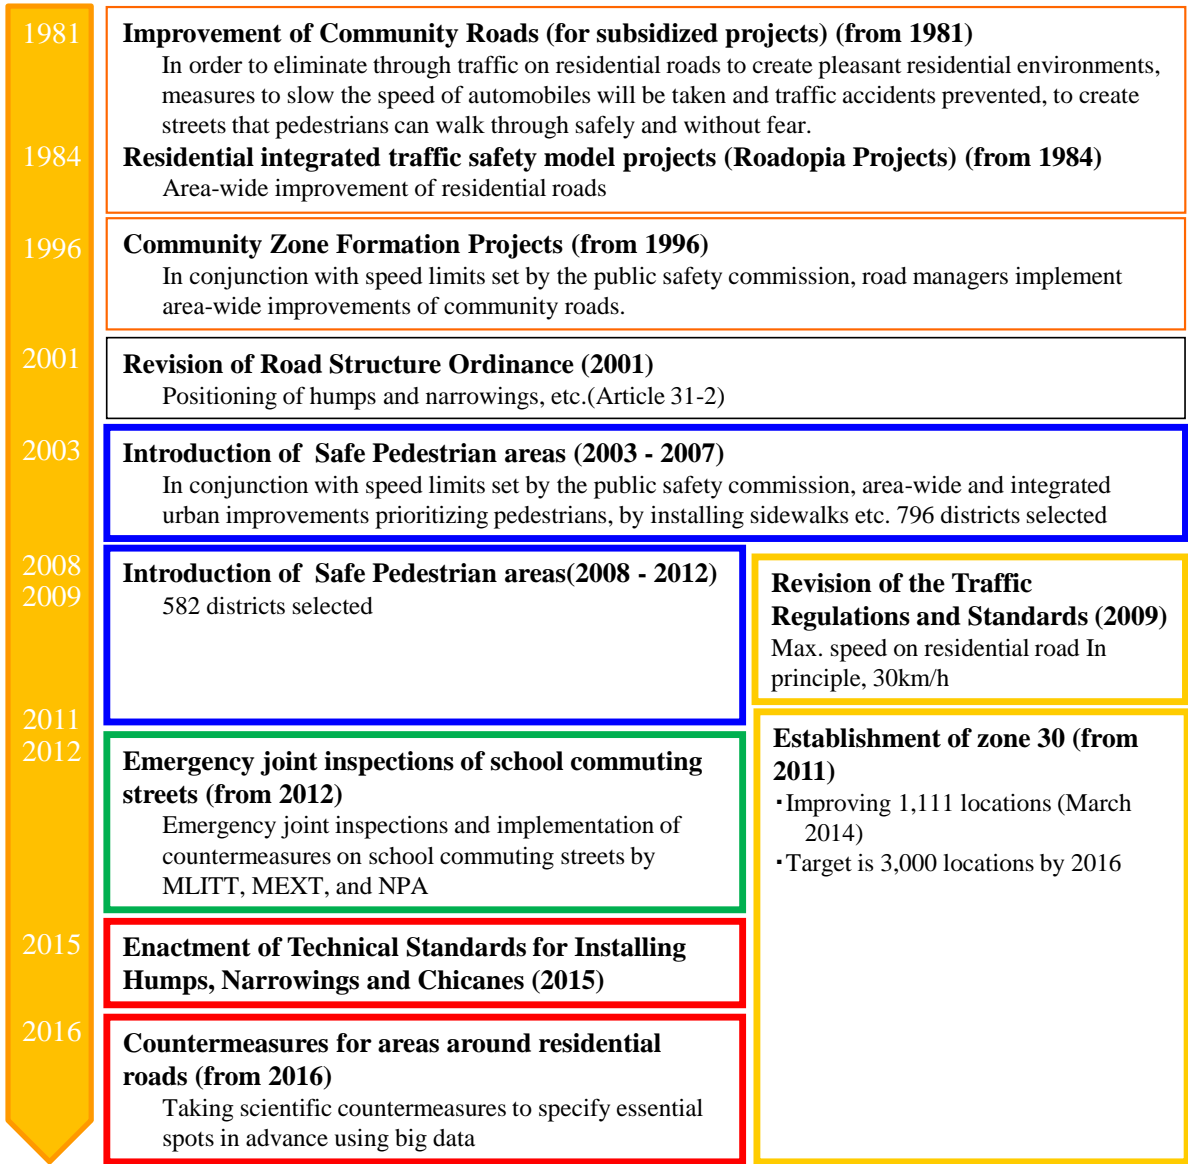 1981
Improvement of Community Roads (for subsidized projects) (from 1981)
In order to eliminate through traffic on residential roads to create pleasant residential environments,
measures to slow the speed of automobiles will be taken and traffic accidents prevented, to create
streets that pedestrians can walk through safely and without fear.
1984
Residential integrated traffic safety model projects (Roadopia Projects) (from 1984)
Area-wide improvement of residential roads
1996
Community Zone Formation Projects (from 1996)
In conjunction with speed limits set by the public safety commission, road managers implement
area-wide improvements of community roads.
2001
Revision of Road Structure Ordinance (2001)
Positioning of humps and narrowings, etc.(Article 31-2)
2003
Introduction of Safe Pedestrian areas (2003 - 2007)
In conjunction with speed limits set by the public safety commission, area-wide and integrated
urban improvements prioritizing pedestrians, by installing sidewalks etc. 796 districts selected
2008
2009
Introduction of Safe Pedestrian areas(2008 - 2012)
582 districts selected
Revision of the Traffic
Regulations and Standards (2009)
Max. speed on residential road In
principle, 30km/h
2011
2012
Establishment of zone 30 (from
2011)
・Improving 1,111 locations (March
2014)
・Target is 3,000 locations by 2016
Emergency joint inspections of school commuting
streets (from 2012)
Emergency joint inspections and implementation of
countermeasures on school commuting streets by
MLITT, MEXT, and NPA
2015
Enactment of Technical Standards for Installing
Humps, Narrowings and Chicanes (2015)
2016
Countermeasures for areas around residential
roads (from 2016)
Taking scientific countermeasures to specify essential
spots in advance using big data